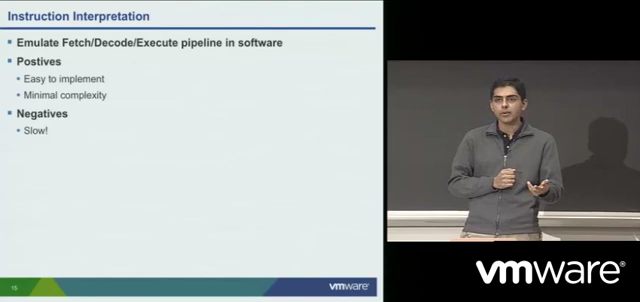 Instruction Interpretation
▪ Emulate Fetch/Decode/Execute pipeline in software
▪ Postives
▪ Easy to implement
▪ Minimal complexity
▪ Negatives
▪ Slow!
15
vmware
vmware®